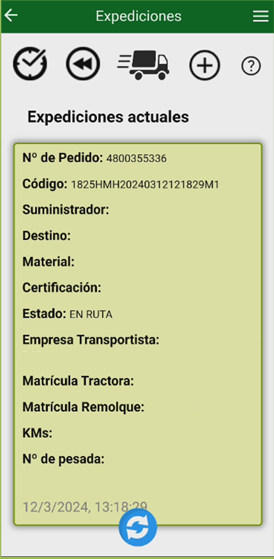 Expediciones
?
Expediciones actuales
Nº de Pedido: 4800355336
Código: 1825HMH20240312121829M1
Suministrador:
Destino:
Material:
Certificación:
Estado: EN RUTA
Empresa Transportista:
Matrícula Tractora:
Matrícula Remolque:
KMs:
Nº de pesada:
12/3/2024, 13:18:29